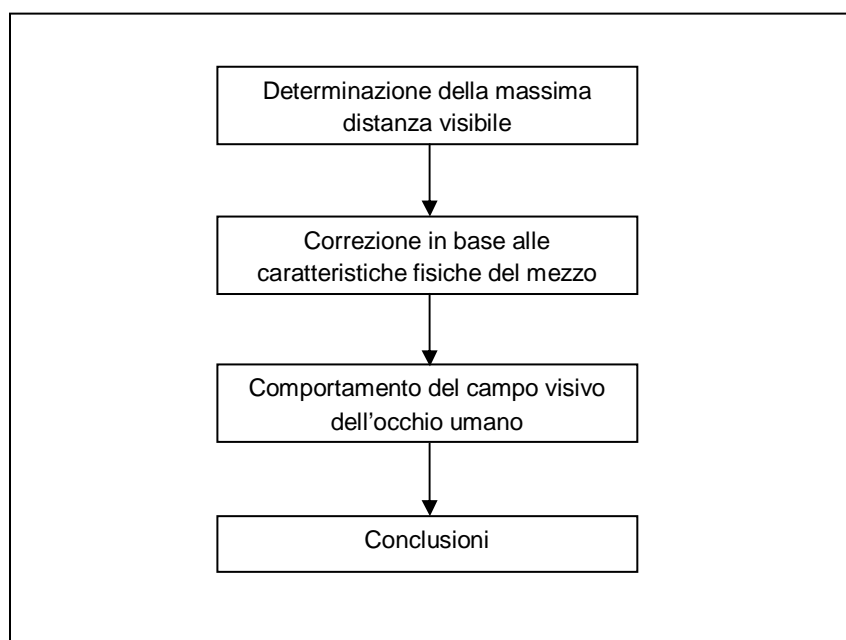 Determinazione della massima
distanza visibile
Correzione in base alle
caratteristiche fisiche del mezzo
Comportamento del campo visivo
dell'occhio umano
Conclusioni